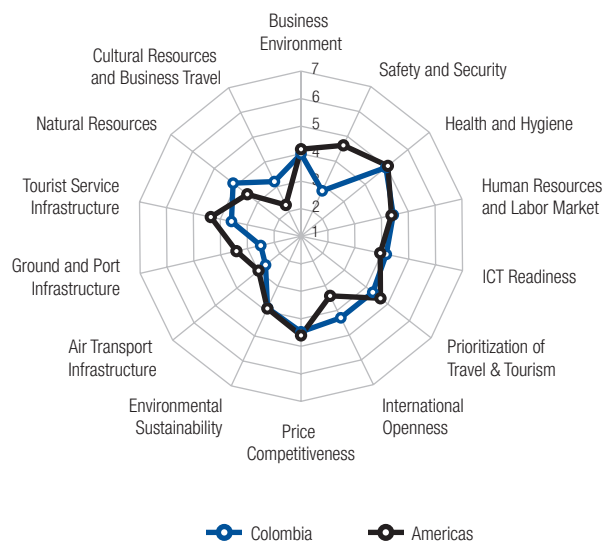 Business
Environment
Safety and Security
Health and Hygiene
Human Resources
and Labor Market
ICT Readiness
Prioritization of
Travel & Tourism
International
Openness
Price
Competitiveness
Environmental
Sustainability
Air Transport
Infrastructure
Ground and Port
Infrastructure
Tourist Service
Infrastructure
Natural Resources
Cultural Resources
and Business Travel
7
6
5
4
3
2
1
Colombia
Americas